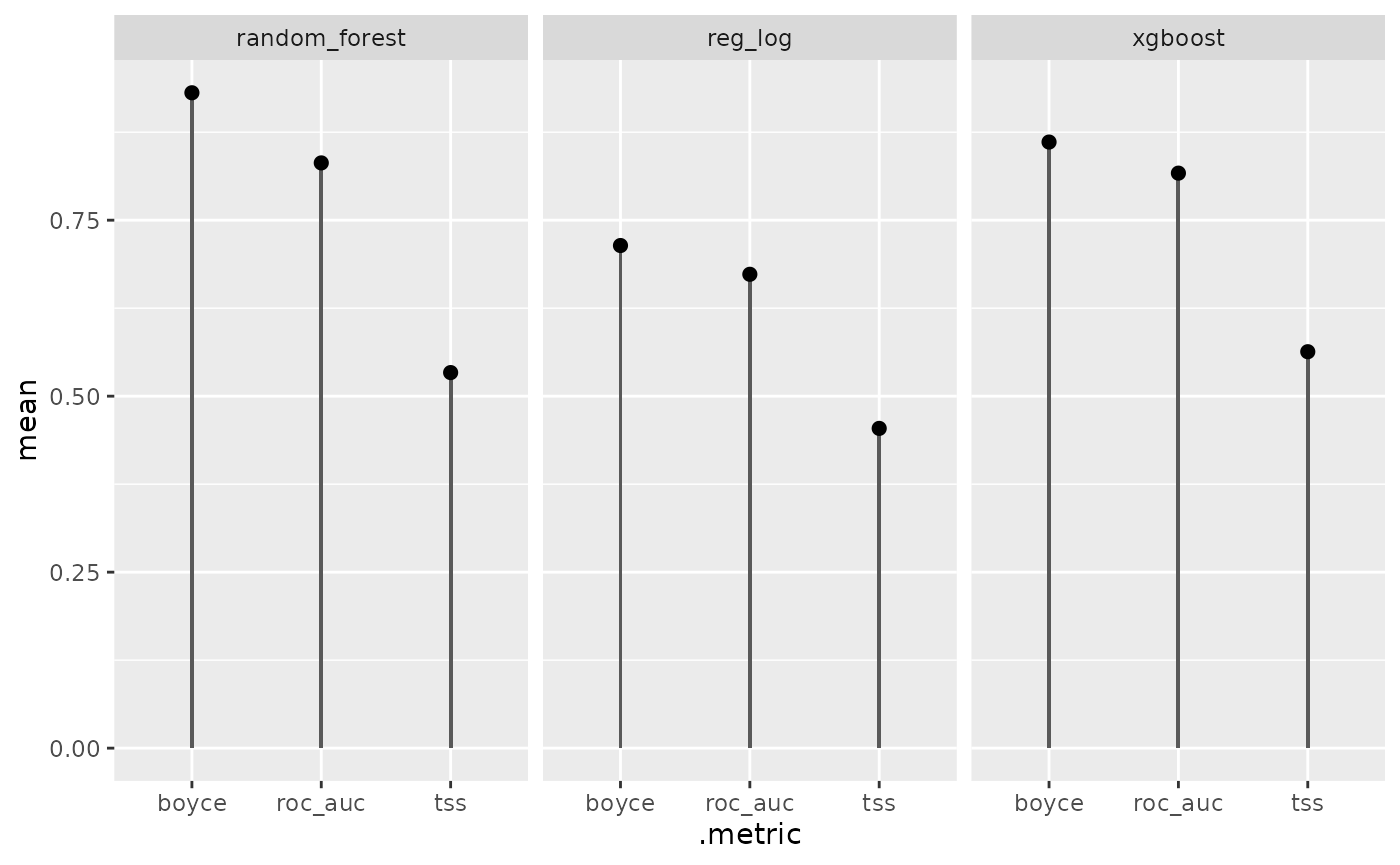 random_forest reg_log xgboost
mean
0.75
0.50
0.25
0.00
boyce roc_auc tss boyce roc_auc tss boyce roc_auc tss
.metric